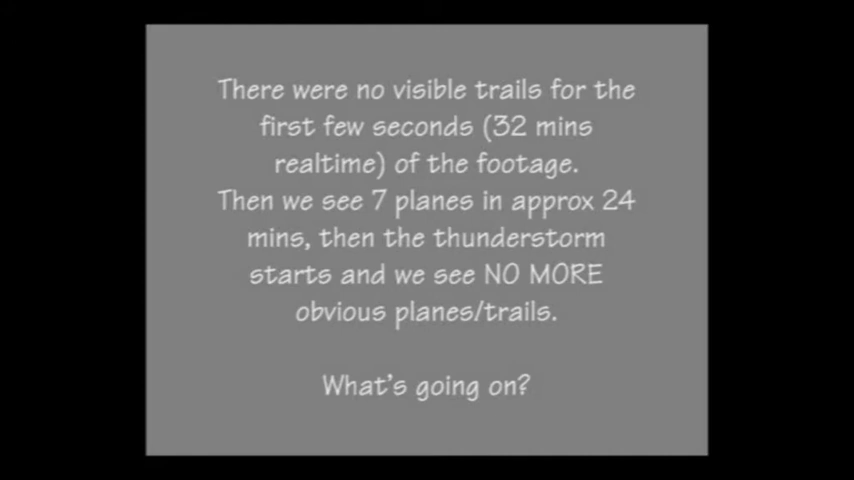 There were no visible trails for the
first few seconds (32 mins
realtime) of the footage.
Then we see 7 planes in approx 24
mins, then the thunderstorm
starts and we see NO MORE
obvious planes/trails.
What's going on?